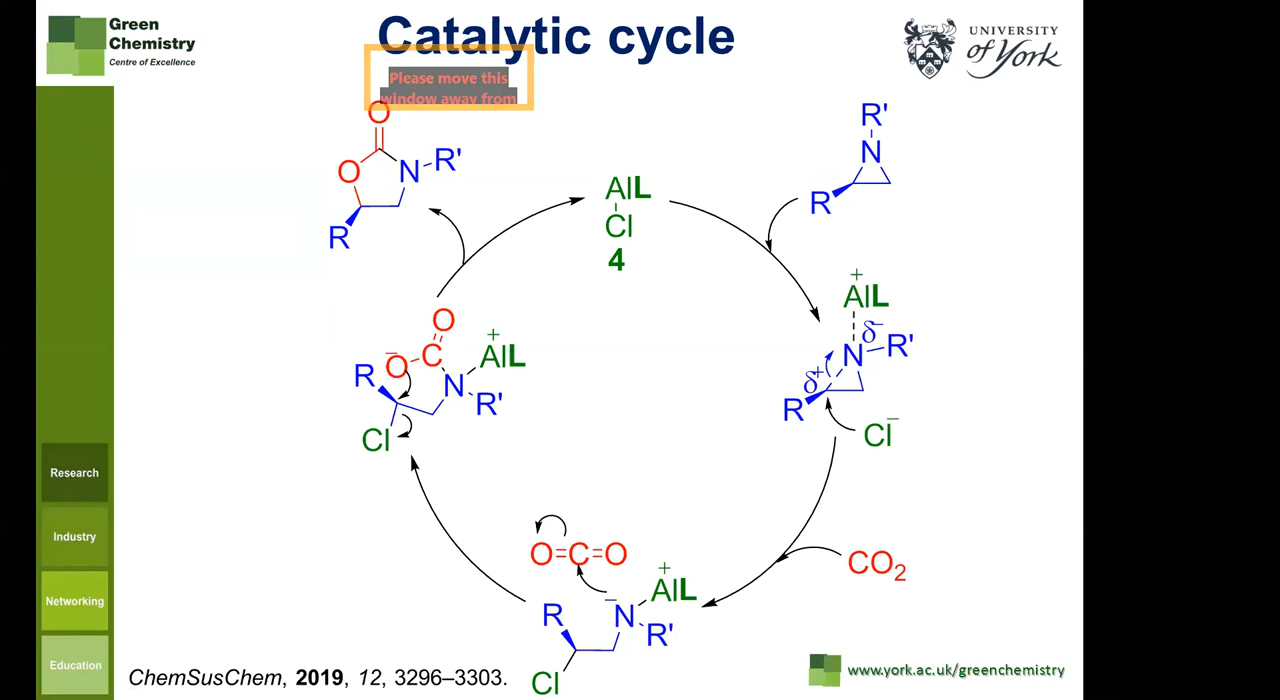 Green
Chemistry
Centre of Excellence
Catalytic cycle
UNIVERSITY
of York
Please move this
window away from
O
O
N
R'
R
AlL
Cl
4
R'
N
R
+
AlL
δ−
N
R'
δ+
R
Cl−
O
−
O
C
+
AlL
R
N
R'
Cl
O=C=O
CO2
+
AlL
−
N
R
R'
Cl
Research
Industry
Networking
Education
ChemSusChem, 2019, 12, 3296–3303.
www.york.ac.uk/greenchemistry